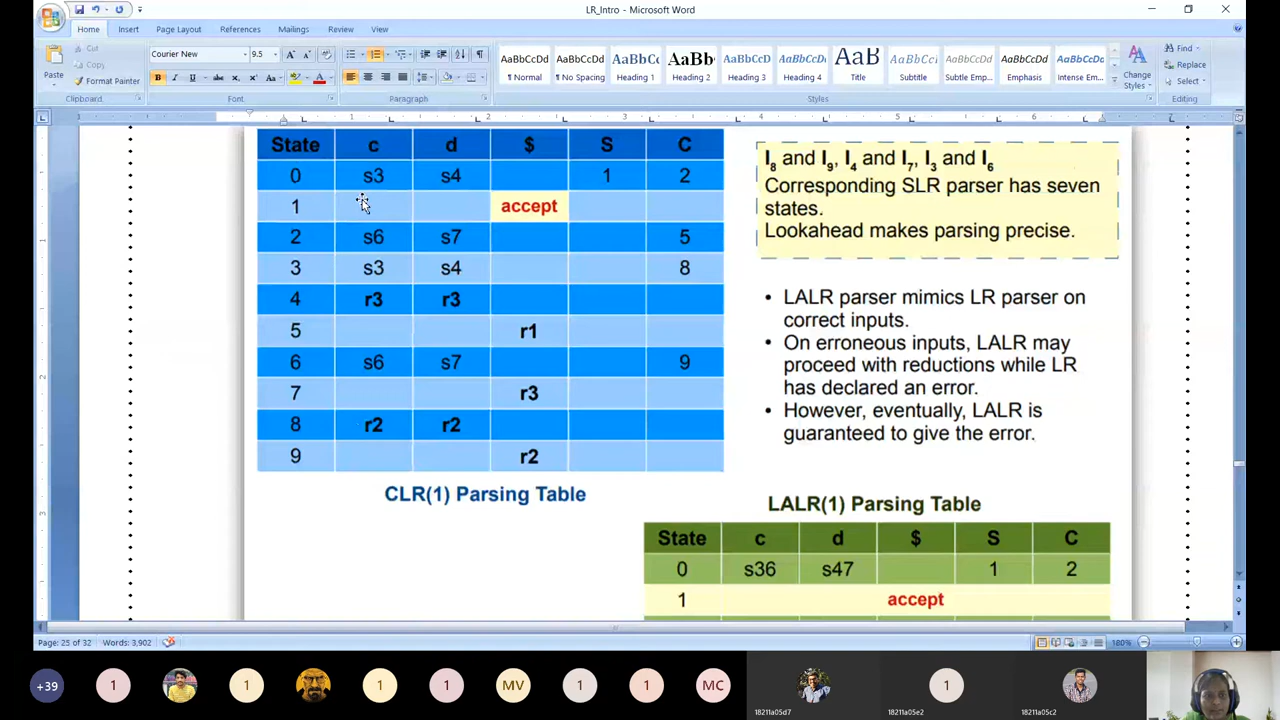 LR_Intro - Microsoft Word
Home Insert Page Layout References Mailings Review View
Cut
Copy
Format Painter
Paste
Clipboard
Courier New 9.5
Font
Paragraph
AaBbCcDd AaBbCcDd AaBbC AaBb AaBbCcD AaBbCcDc AaB AaBbCcDd AaBbCcDd AaBbCcDd AaBbCcDd
¶ Normal ¶ No Spacing Heading 1 Heading 2 Heading 3 Heading 4 Title Subtitle Subtle Emp... Emphasis Intense Em...
Styles
Change Styles
Find
Replace
Select
Editing
State c d $ S C
0 s3 s4 1 2
1 accept
2 s6 s7 5
3 s3 s4 8
4 r3 r3
5 r1
6 s6 s7 9
7 r3
8 r2 r2
9 r2
CLR(1) Parsing Table
I8 and I9, I4 and I7, I3 and I6
Corresponding SLR parser has seven
states.
Lookahead makes parsing precise.
• LALR parser mimics LR parser on
correct inputs.
• On erroneous inputs, LALR may
proceed with reductions while LR
has declared an error.
• However, eventually, LALR is
guaranteed to give the error.
LALR(1) Parsing Table
State c d $ S C
0 s36 s47 1 2
1 accept
Page: 25 of 32 Words: 3,902
180%
+39 1 1 1 MV 1 1 MC 1
18211a05d7 18211a05e2 18211a05c2